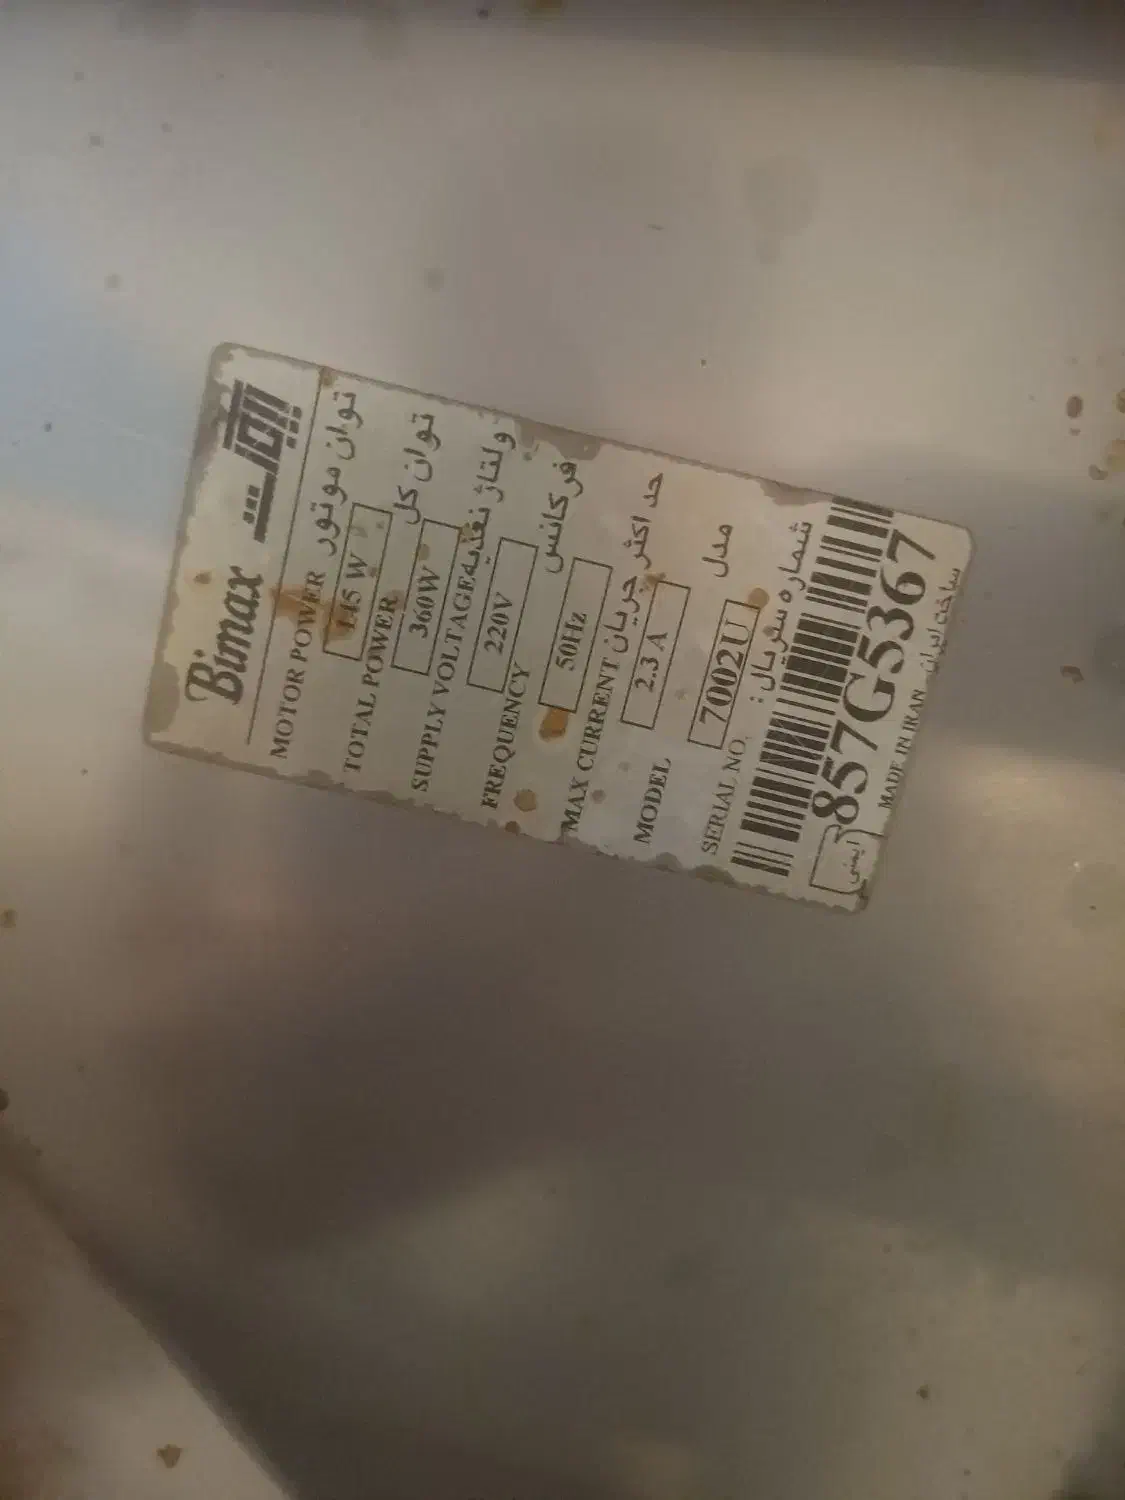 Bimax بیمکث
MOTOR POWER توان موتور
145 W
TOTAL POWER توان کل
360W
SUPPLY VOLTAGE ولتاژ تغذیه
220V
FREQUENCY فرکانس
50Hz
MAX CURRENT حد اکثر جریان
2.3 A
MODEL مدل
7002U
SERIAL NO. شماره سریال :
857G5367
ایمنی MADE IN IRAN ساخت ایران